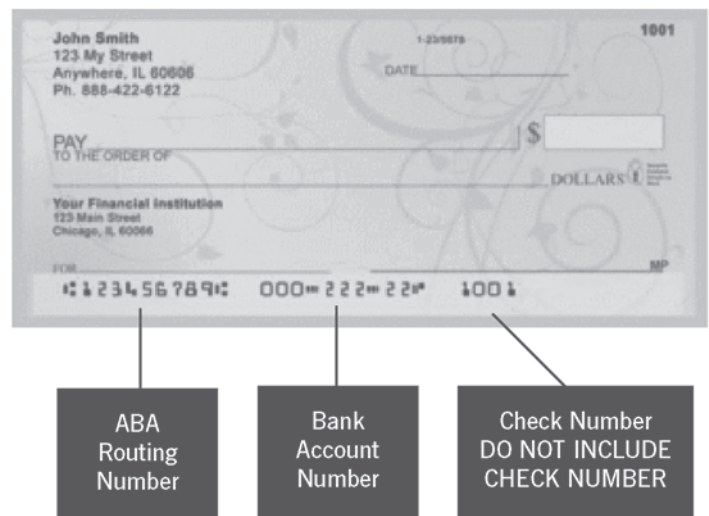 John Smith
123 My Street
Anywhere, IL 60606
Ph. 888-422-6122
1-23/5678
1001
DATE
PAY
TO THE ORDER OF
$
DOLLARS
Your Financial Institution
123 Main Street
Chicago, IL 60066
FOR
MP
⑆123456789⑆ 000⑉222⑉22⑈ 1001
ABA
Routing
Number
Bank
Account
Number
Check Number
DO NOT INCLUDE
CHECK NUMBER